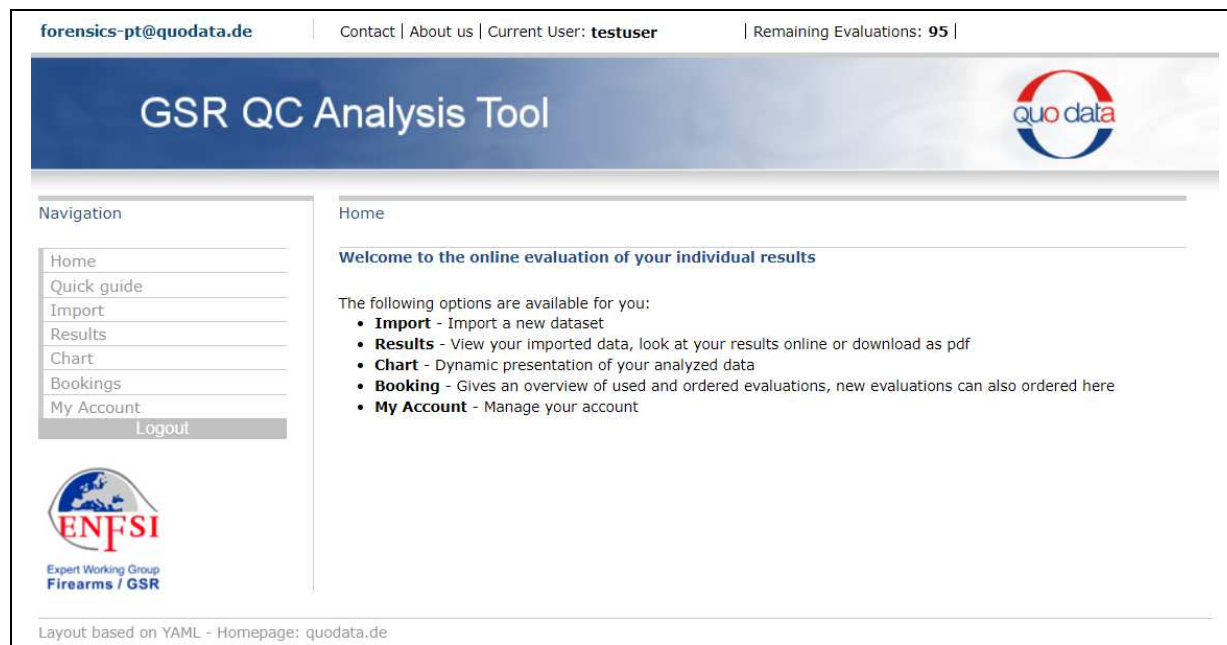 forensics-pt@quodata.de
Contact | About us | Current User: testuser | Remaining Evaluations: 95 |
GSR QC Analysis Tool
quo data
Navigation
Home
Quick guide
Import
Results
Chart
Bookings
My Account
Logout
ENFSI
Expert Working Group
Firearms / GSR
Home
Welcome to the online evaluation of your individual results
The following options are available for you:
• Import - Import a new dataset
• Results - View your imported data, look at your results online or download as pdf
• Chart - Dynamic presentation of your analyzed data
• Booking - Gives an overview of used and ordered evaluations, new evaluations can also ordered here
• My Account - Manage your account
Layout based on YAML - Homepage: quodata.de